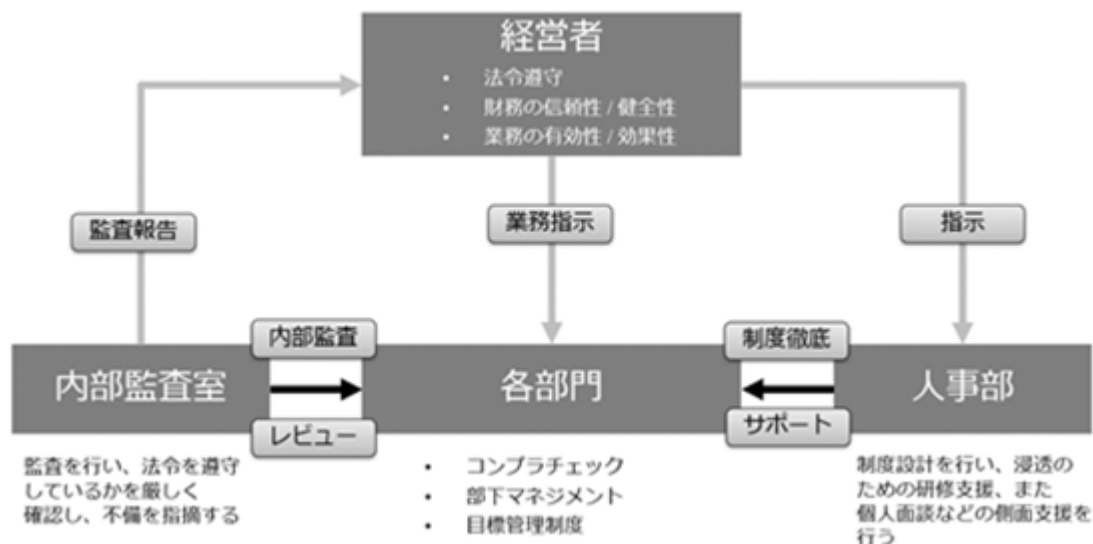 経営者
• 法令遵守
• 財務の信頼性 / 健全性
• 業務の有効性 / 効果性
監査報告
業務指示
指示
内部監査
制度徹底
内部監査室
各部門
人事部
レビュー
サポート
監査を行い、法令を遵守
しているかを厳しく
確認し、不備を指摘する
• コンプラチェック
• 部下マネジメント
• 目標管理制度
制度設計を行い、浸透の
ための研修支援、また
個人面談などの側面支援を
行う